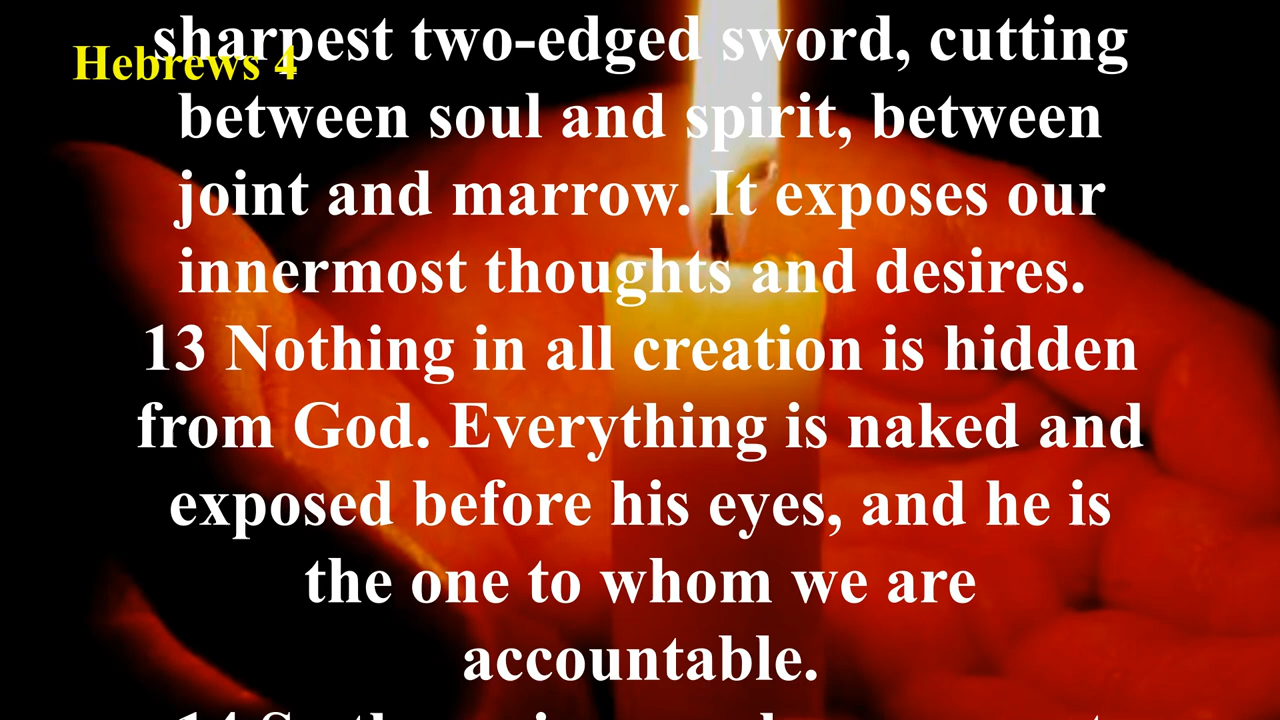 sharpest two-edged sword, cutting
Hebrews 4
between soul and spirit, between
joint and marrow. It exposes our
innermost thoughts and desires.
13 Nothing in all creation is hidden
from God. Everything is naked and
exposed before his eyes, and he is
the one to whom we are
accountable.